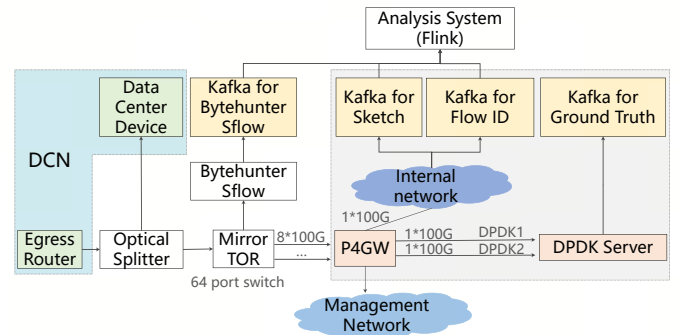 Analysis System
(Flink)
Data
Center
Device
Kafka for
Bytehunter
Sflow
Kafka for
Sketch
Kafka for
Flow ID
Kafka for
Ground Truth
DCN
Bytehunter
Sflow
Internal
network
1*100G
Egress
Router
Optical
Splitter
Mirror
TOR
8*100G
...
P4GW
1*100G DPDK1
1*100G DPDK2
DPDK Server
64 port switch
Management
Network